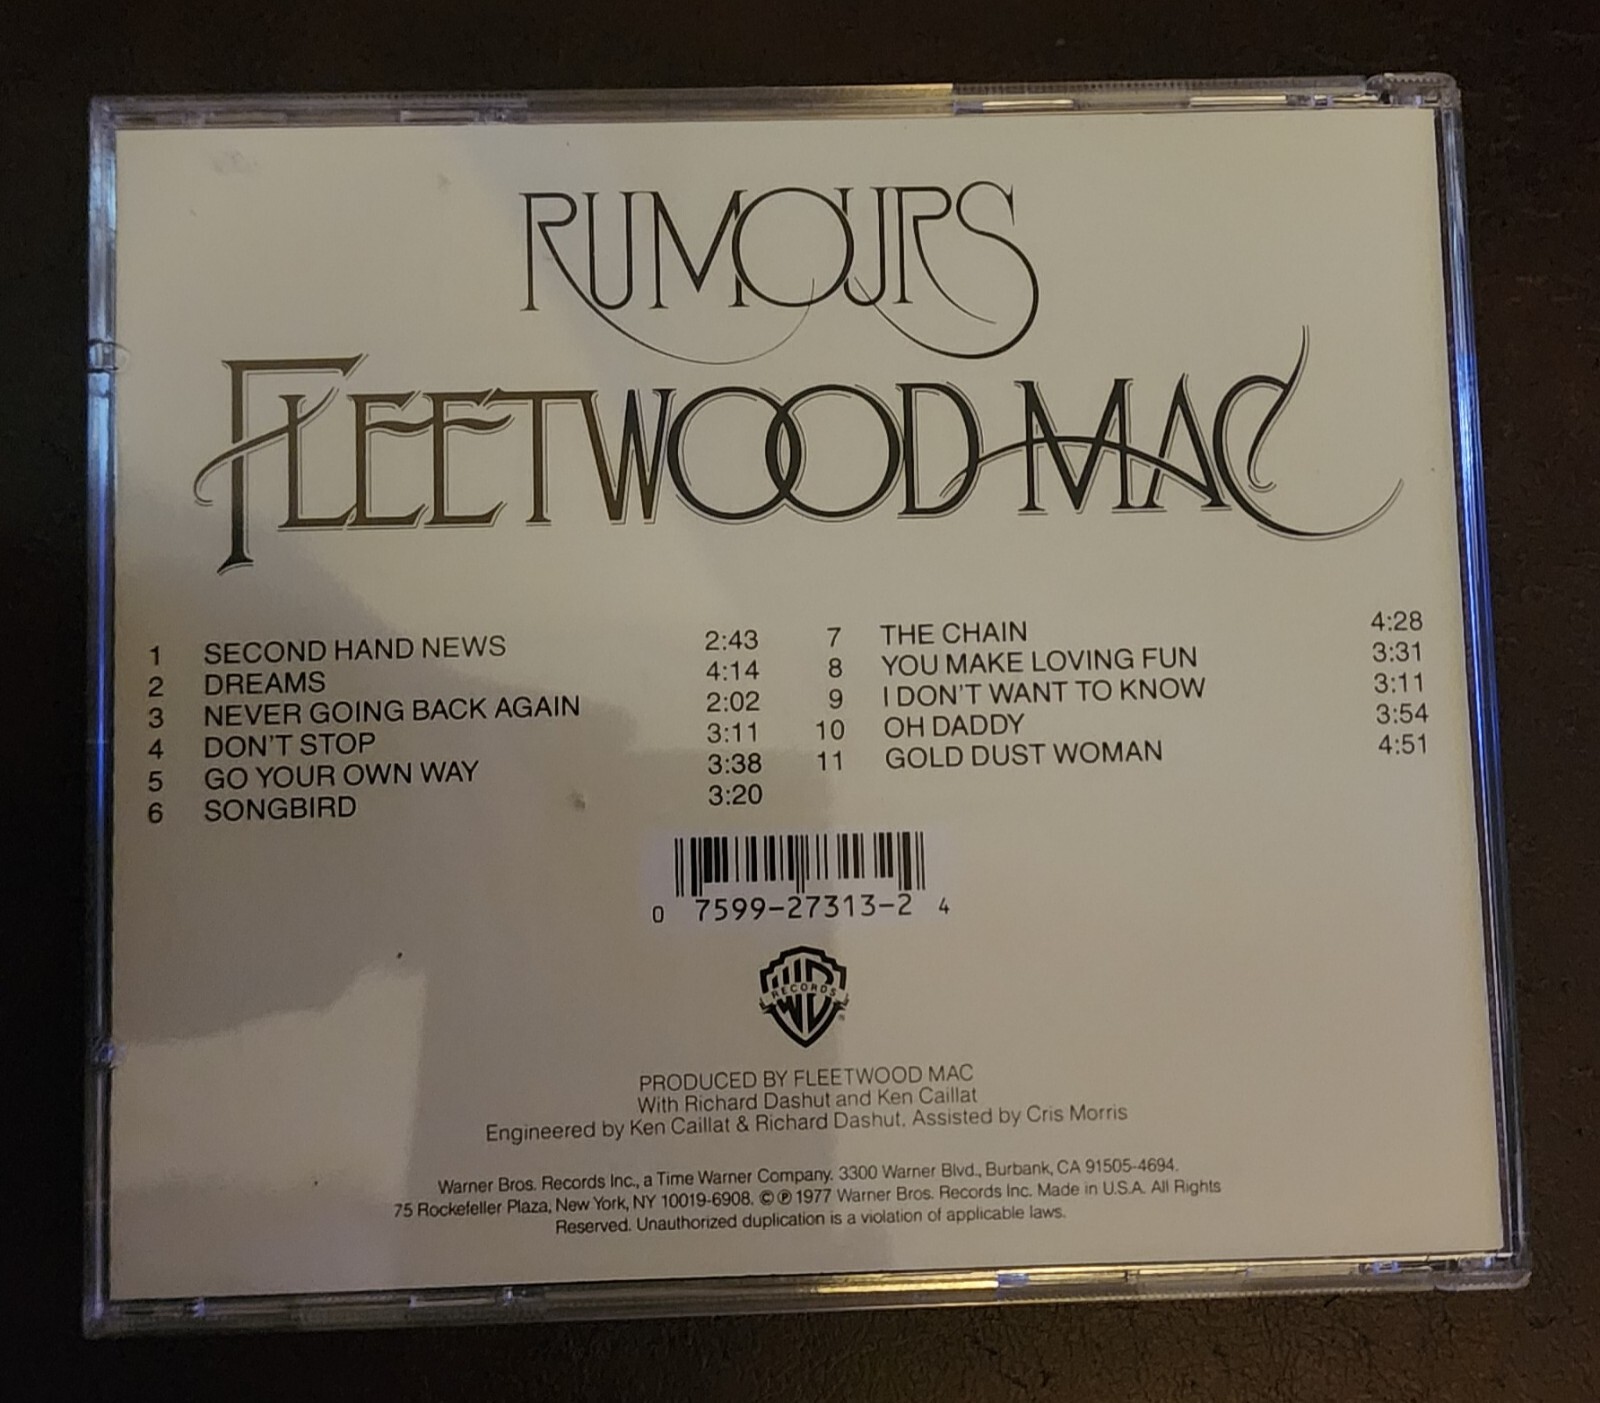 RUMOURS
FLEETWOOD MAC
1 SECOND HAND NEWS 2:43
2 DREAMS 4:14
3 NEVER GOING BACK AGAIN 2:02
4 DON'T STOP 3:11
5 GO YOUR OWN WAY 3:38
6 SONGBIRD 3:20
7 THE CHAIN 4:28
8 YOU MAKE LOVING FUN 3:31
9 I DON'T WANT TO KNOW 3:11
10 OH DADDY 3:54
11 GOLD DUST WOMAN 4:51
0 7599-27313-2 4
WB
RECORDS
PRODUCED BY FLEETWOOD MAC
With Richard Dashut and Ken Caillat
Engineered by Ken Caillat & Richard Dashut. Assisted by Cris Morris
Warner Bros. Records Inc., a Time Warner Company. 3300 Warner Blvd., Burbank, CA 91505-4694.
75 Rockefeller Plaza, New York, NY 10019-6908. © ℗ 1977 Warner Bros. Records Inc. Made in U.S.A. All Rights
Reserved. Unauthorized duplication is a violation of applicable laws.